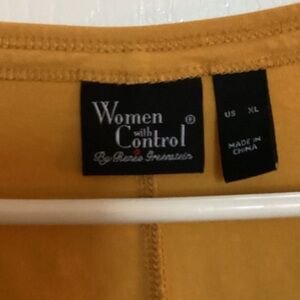 Women ®
with
Control
By Renee Greenstein
US XL
MADE IN
CHINA